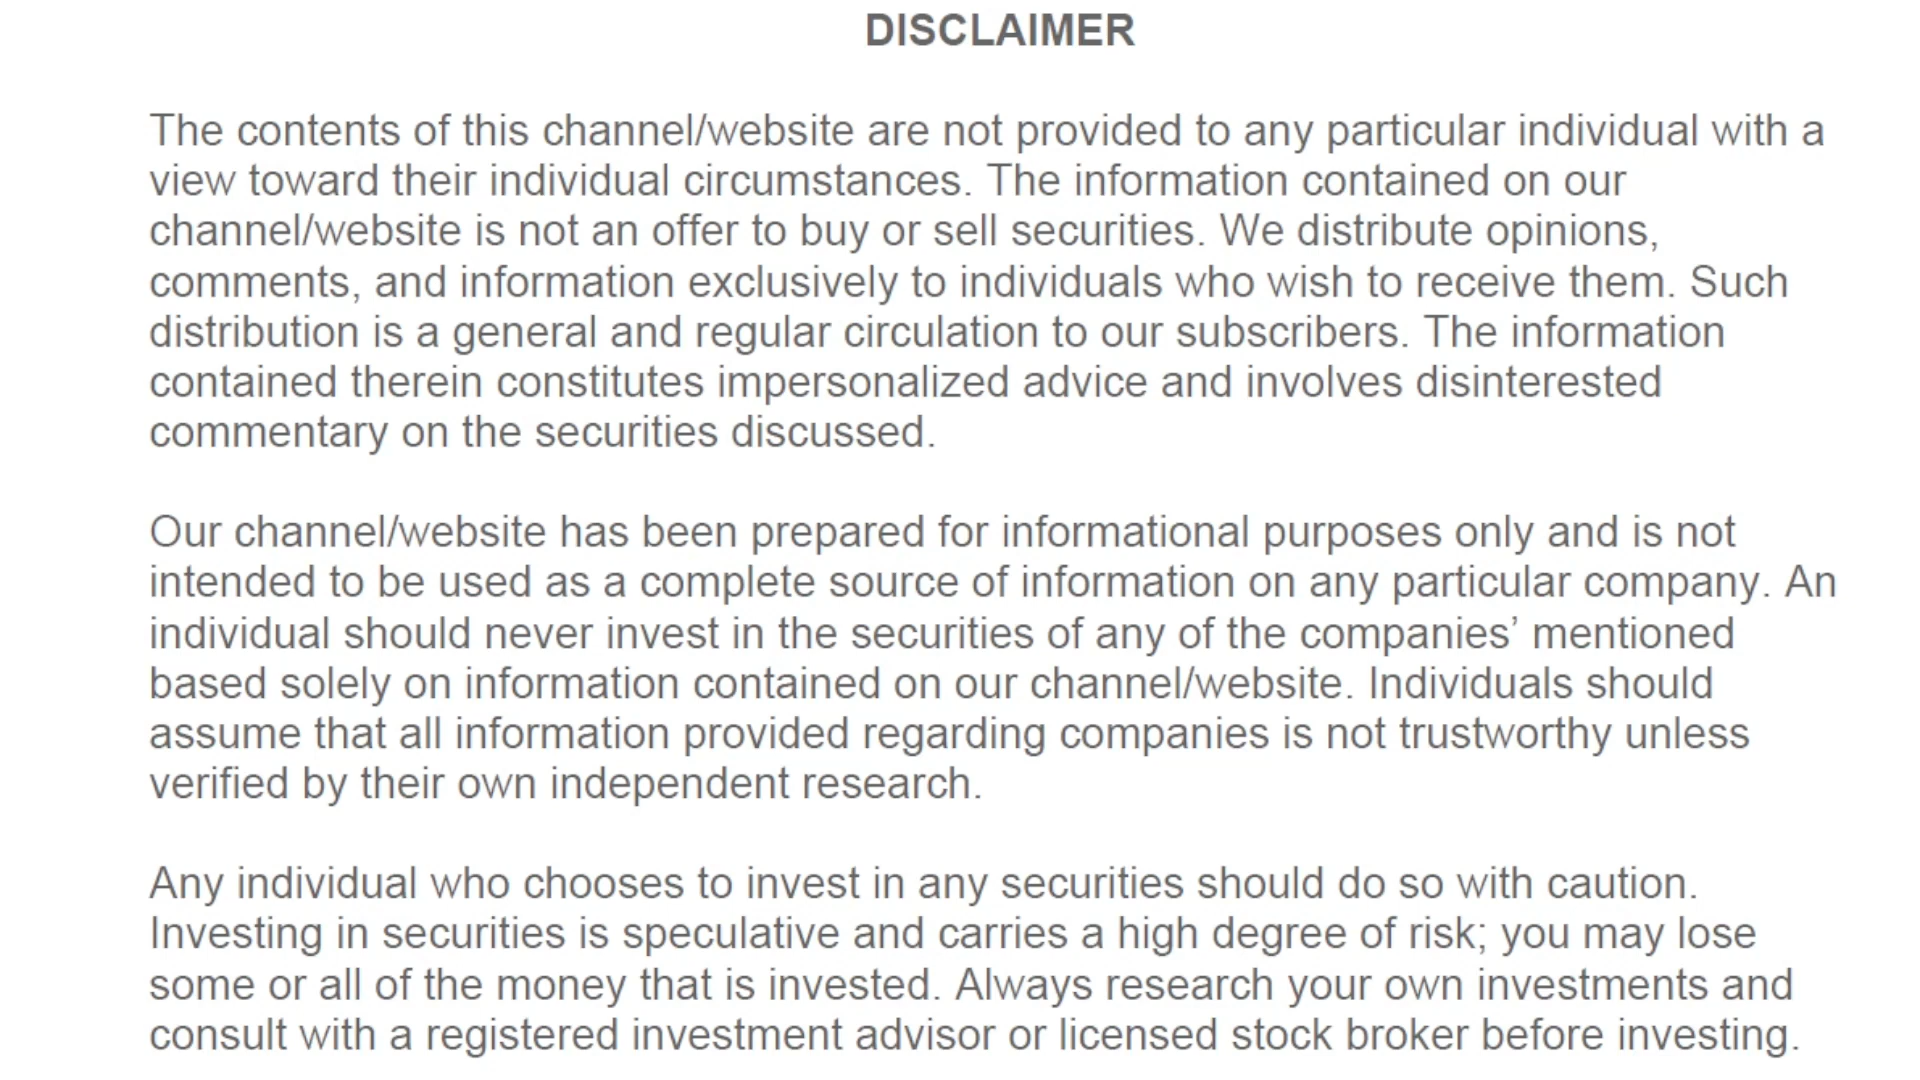 DISCLAIMER
The contents of this channel/website are not provided to any particular individual with a
view toward their individual circumstances. The information contained on our
channel/website is not an offer to buy or sell securities. We distribute opinions,
comments, and information exclusively to individuals who wish to receive them. Such
distribution is a general and regular circulation to our subscribers. The information
contained therein constitutes impersonalized advice and involves disinterested
commentary on the securities discussed.
Our channel/website has been prepared for informational purposes only and is not
intended to be used as a complete source of information on any particular company. An
individual should never invest in the securities of any of the companies’ mentioned
based solely on information contained on our channel/website. Individuals should
assume that all information provided regarding companies is not trustworthy unless
verified by their own independent research.
Any individual who chooses to invest in any securities should do so with caution.
Investing in securities is speculative and carries a high degree of risk; you may lose
some or all of the money that is invested. Always research your own investments and
consult with a registered investment advisor or licensed stock broker before investing.